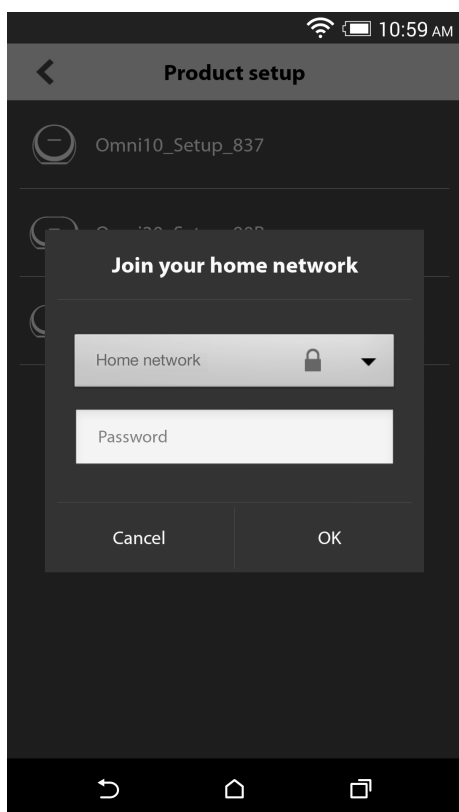 10:59 AM
Product setup
Omni10_Setup_837
Join your home network
Home network
Password
Cancel
OK